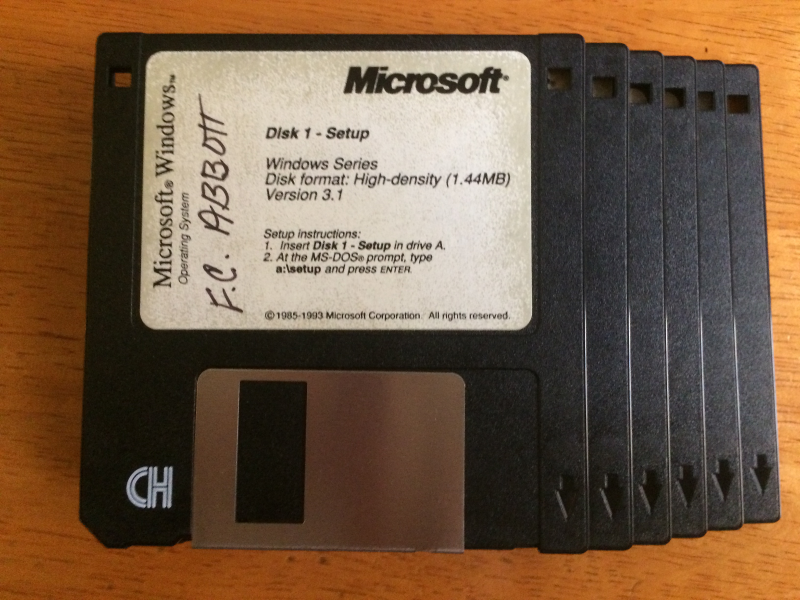 Microsoft® Windows™
Operating System
F.C. ABBOTT
Microsoft®
Disk 1 - Setup
Windows Series
Disk format: High-density (1.44MB)
Version 3.1
Setup instructions:
1. Insert Disk 1 - Setup in drive A.
2. At the MS-DOS® prompt, type
a:\setup and press ENTER.
©1985-1993 Microsoft Corporation. All rights reserved.
CH